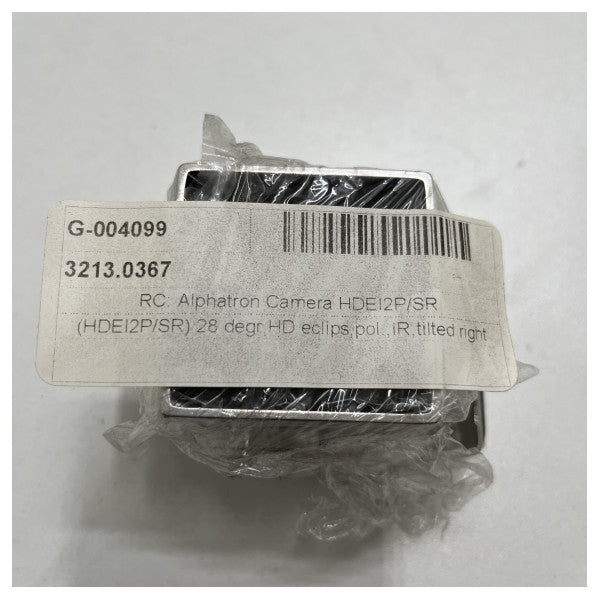 G-004099
3213.0367
RC: Alphatron Camera HDEI2P/SR
(HDEI2P/SR) 28 degr HD eclips,pol.,iR,tilted right